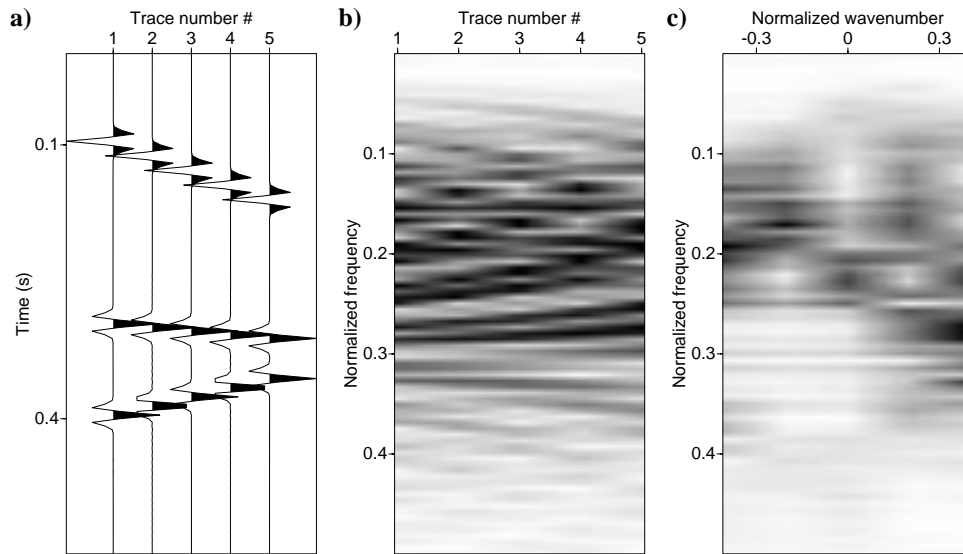 a)
Trace number #
1 2 3 4 5
0.1
0.4
Time (s)
b)
Trace number #
1 2 3 4 5
0.1
0.2
0.3
0.4
Normalized frequency
c)
Normalized wavenumber
-0.3 0 0.3
0.1
0.2
0.3
0.4
Normalized frequency